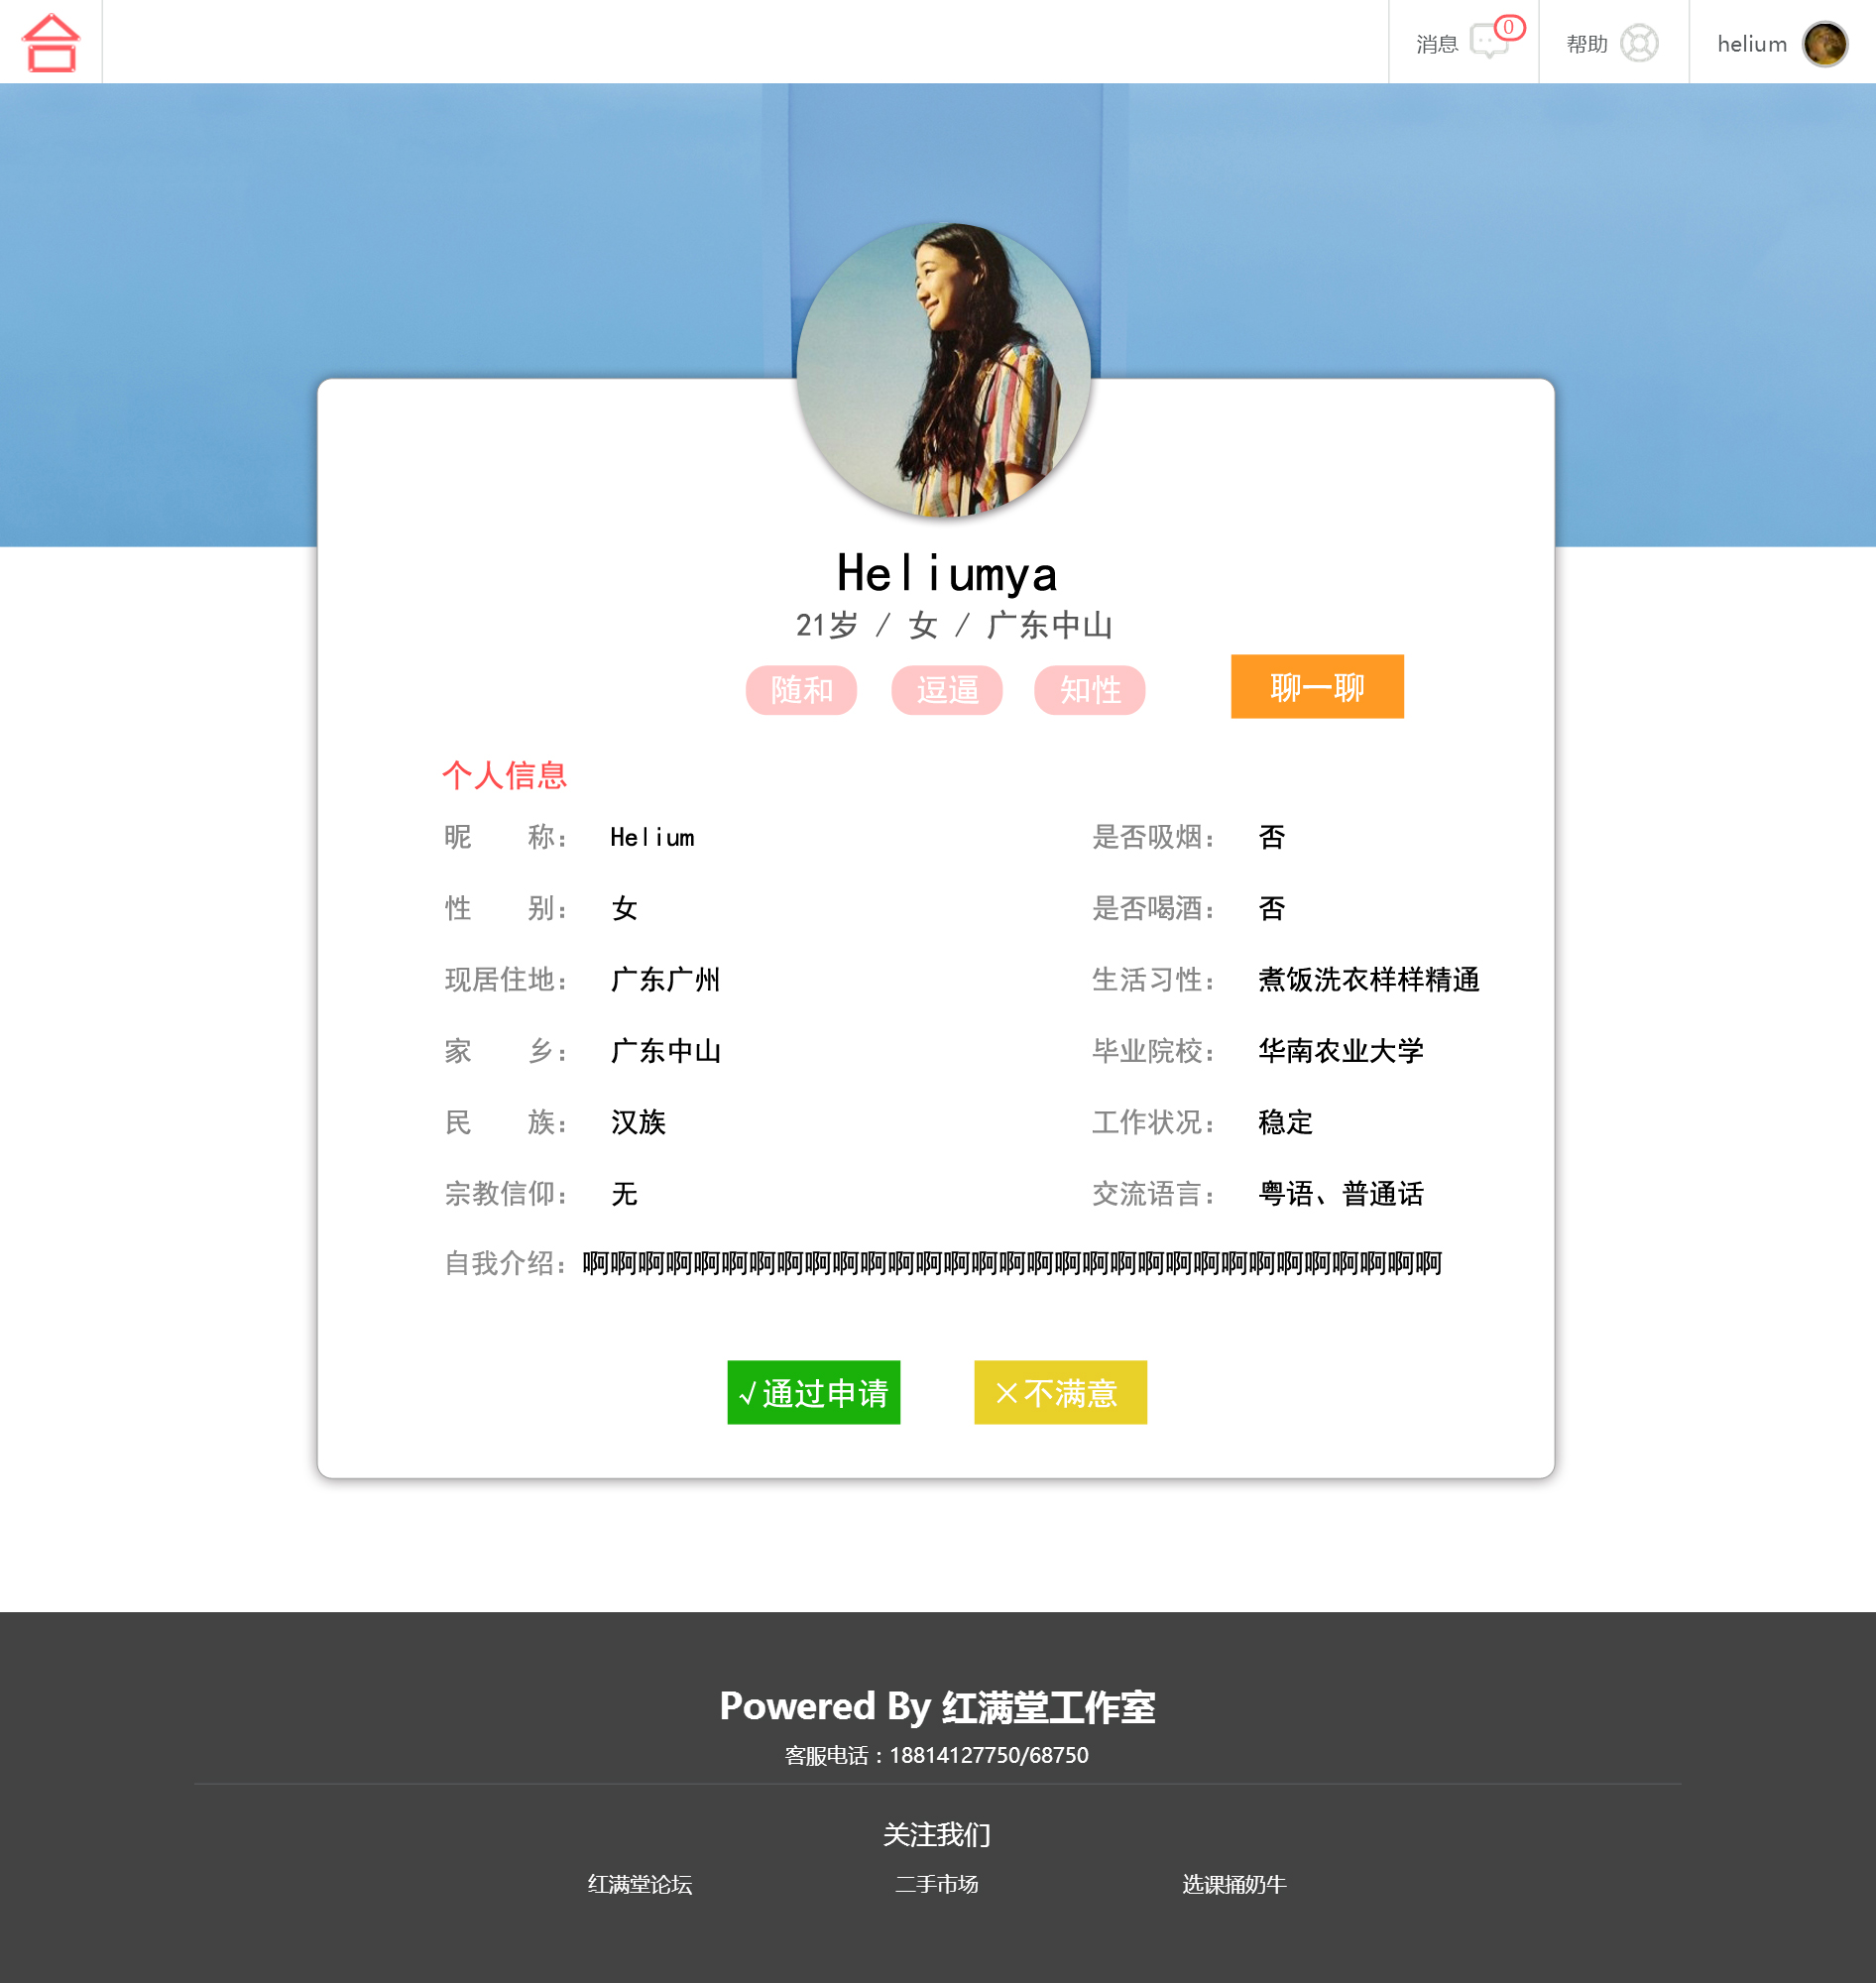 消息 0 帮助 helium
Heliumya
21岁 / 女 / 广东中山
随和 逗逼 知性 聊一聊
个人信息
昵 称： Helium 是否吸烟： 否
性 别： 女 是否喝酒： 否
现居住地： 广东广州 生活习性： 煮饭洗衣样样精通
家 乡： 广东中山 毕业院校： 华南农业大学
民 族： 汉族 工作状况： 稳定
宗教信仰： 无 交流语言： 粤语、普通话
自我介绍：啊啊啊啊啊啊啊啊啊啊啊啊啊啊啊啊啊啊啊啊啊啊啊啊啊啊啊啊啊啊啊
√通过申请 ×不满意
Powered By 红满堂工作室
客服电话：18814127750/68750
关注我们
红满堂论坛 二手市场 选课捅奶牛